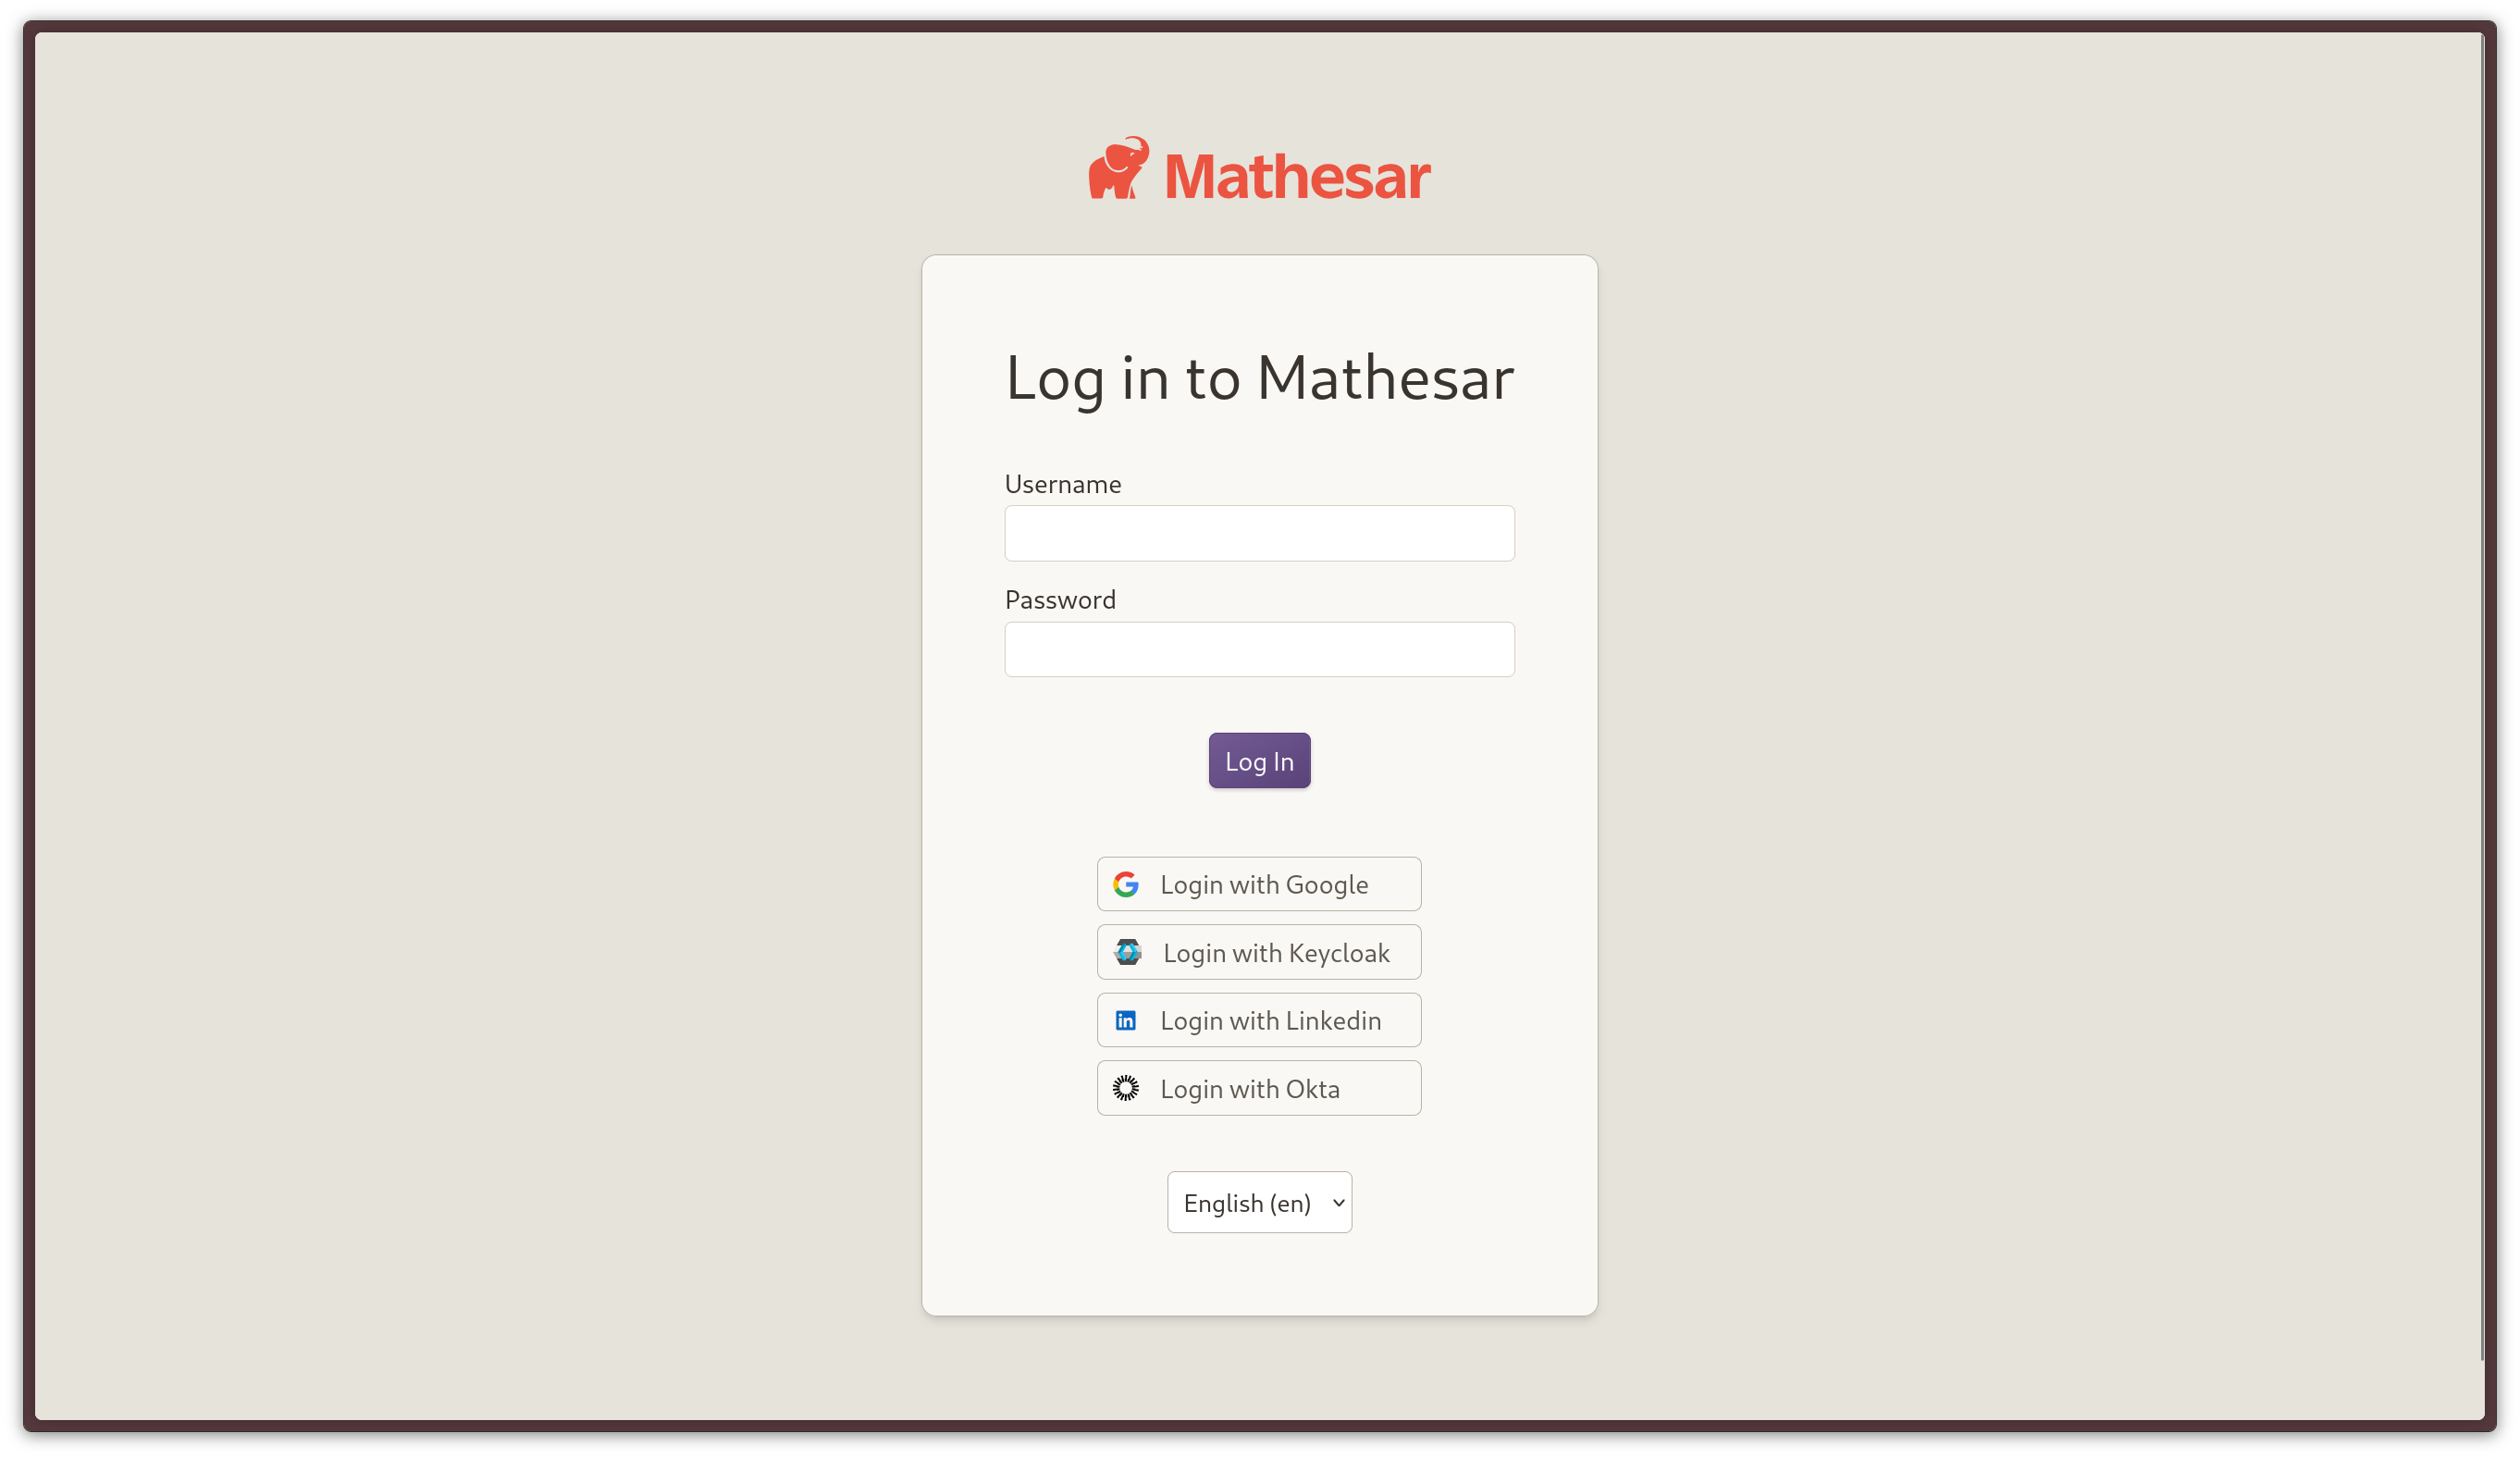 Mathesar
Log in to Mathesar
Username
Password
Log In
Login with Google
Login with Keycloak
in Login with Linkedin
Login with Okta
English (en)